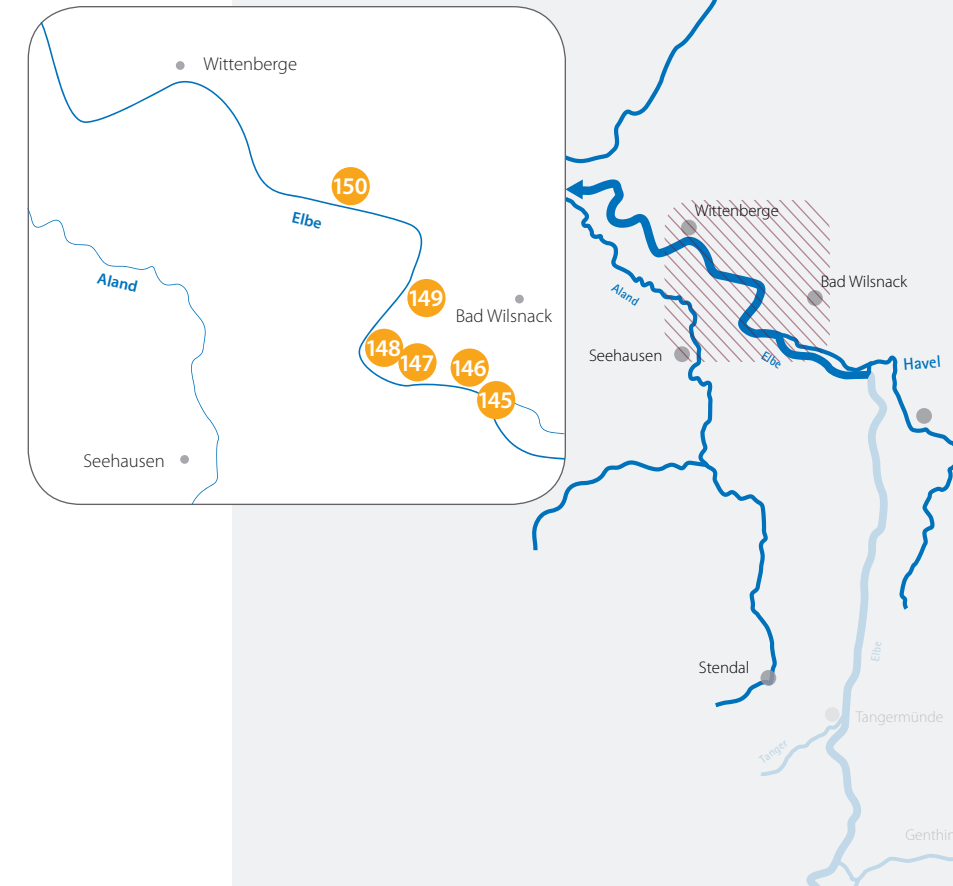 Wittenberge
150
Elbe
Aland
149
Bad Wilsnack
148
147
146
145
Seehausen
Wittenberge
Bad Wilsnack
Aland
Seehausen
Elbe
Havel
Elbe
Stendal
Tangermünde
Tanger
Genthin